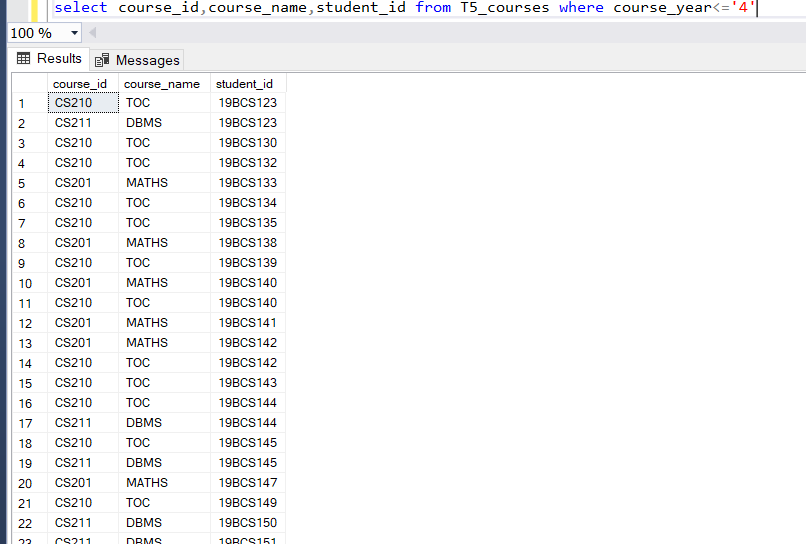 select course_id,course_name,student_id from T5_courses where course_year<='4'
100 %
Results Messages
course_id course_name student_id
1 CS210 TOC 19BCS123
2 CS211 DBMS 19BCS123
3 CS210 TOC 19BCS130
4 CS210 TOC 19BCS132
5 CS201 MATHS 19BCS133
6 CS210 TOC 19BCS134
7 CS210 TOC 19BCS135
8 CS201 MATHS 19BCS138
9 CS210 TOC 19BCS139
10 CS201 MATHS 19BCS140
11 CS210 TOC 19BCS140
12 CS201 MATHS 19BCS141
13 CS201 MATHS 19BCS142
14 CS210 TOC 19BCS142
15 CS210 TOC 19BCS143
16 CS210 TOC 19BCS144
17 CS211 DBMS 19BCS144
18 CS210 TOC 19BCS145
19 CS211 DBMS 19BCS145
20 CS201 MATHS 19BCS147
21 CS210 TOC 19BCS149
22 CS211 DBMS 19BCS150
23 CS211 DBMS 19BCS151